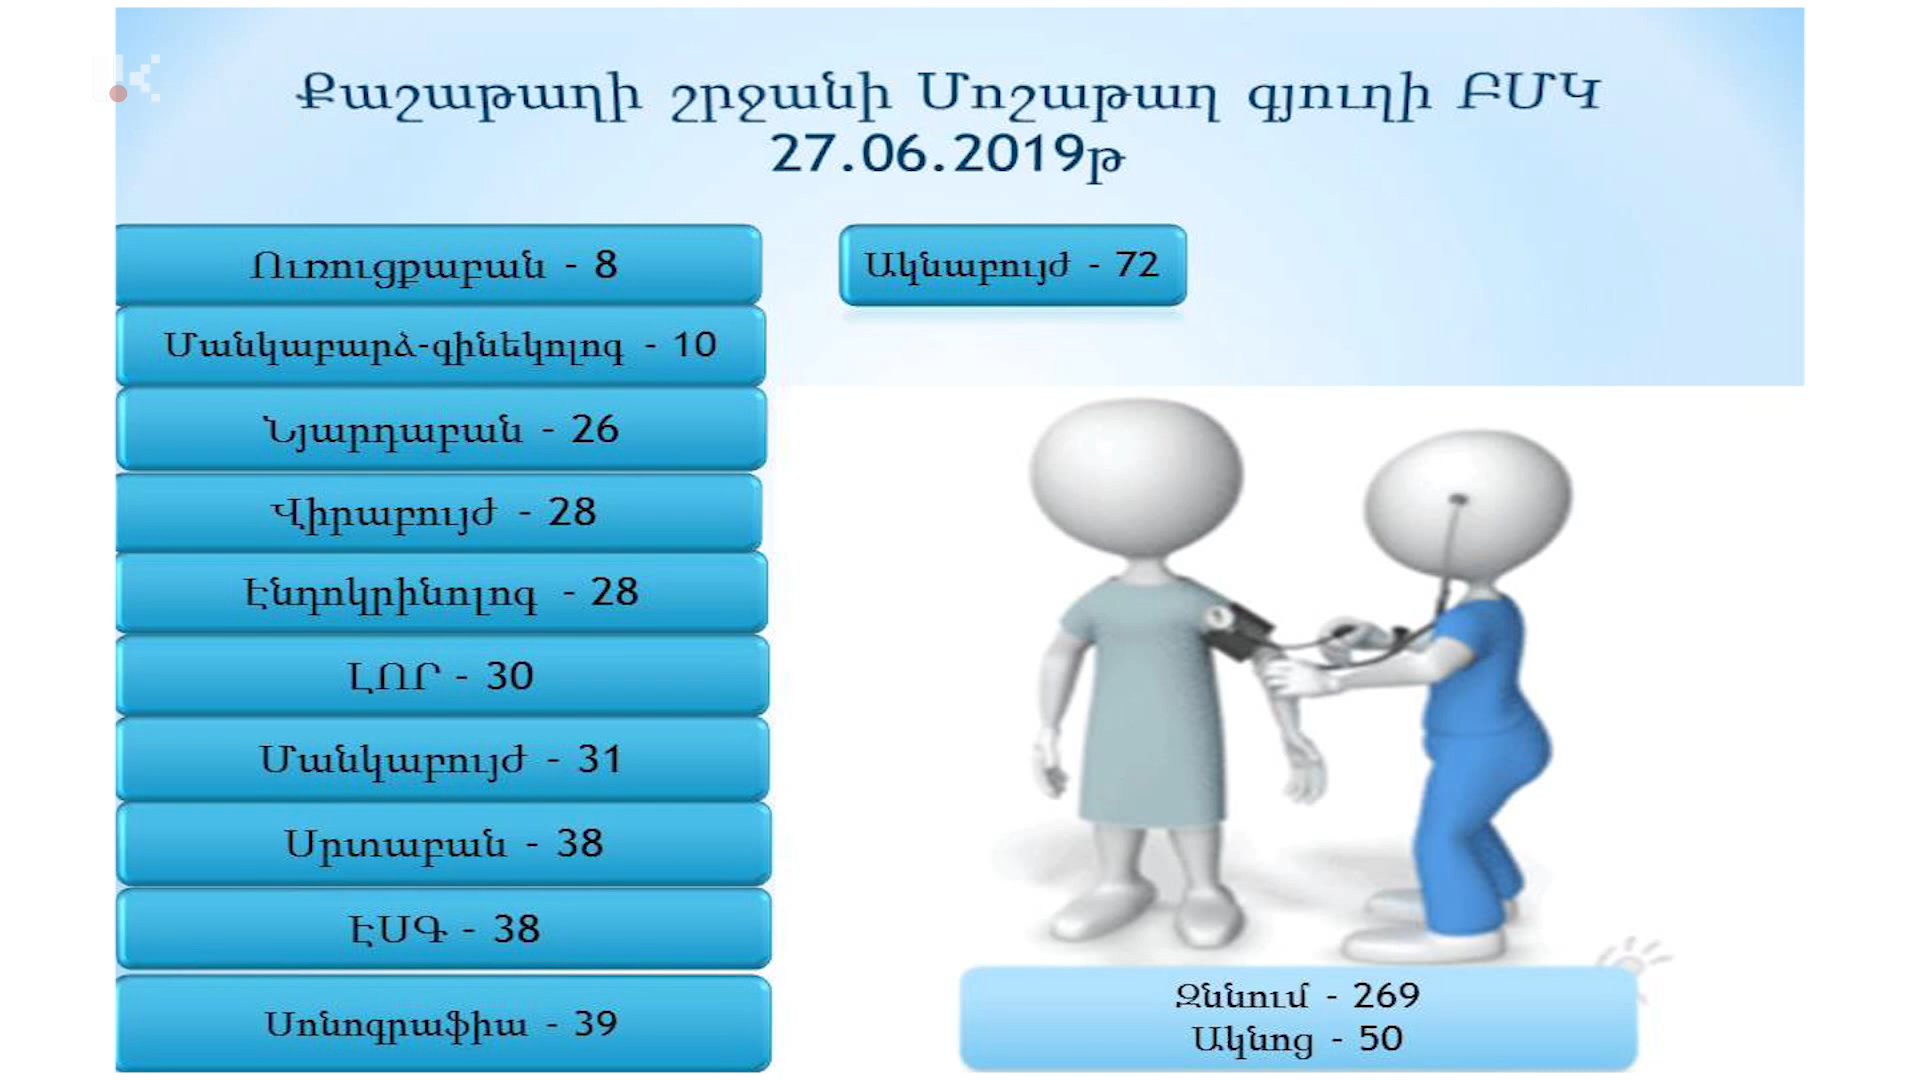 Քաշաթաղի շրջանի Մոշաթաղ գյուղի ԲՄԿ
27.06.2019թ
Ուռուցքաբան - 8
Մանկաբարձ-գինեկոլոգ - 10
Նյարդաբան - 26
Վիրաբույժ - 28
Էնդոկրինոլոգ - 28
ԼՈՐ - 30
Մանկաբույժ - 31
Սրտաբան - 38
ԷՍԳ - 38
Սոնոգրաֆիա - 39
Ակնաբույժ - 72
Զննում - 269
Ակնոց - 50